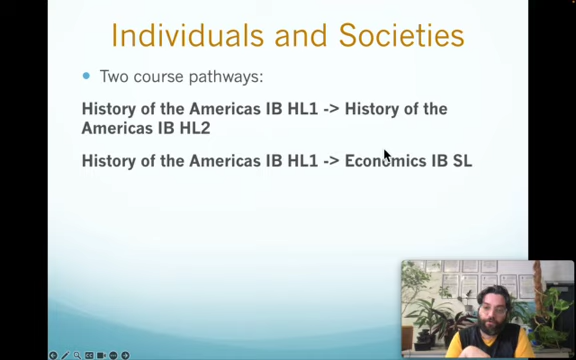 Individuals and Societies
Two course pathways:
History of the Americas IB HL1 -> History of the
Americas IB HL2
History of the Americas IB HL1 -> Economics IB SL